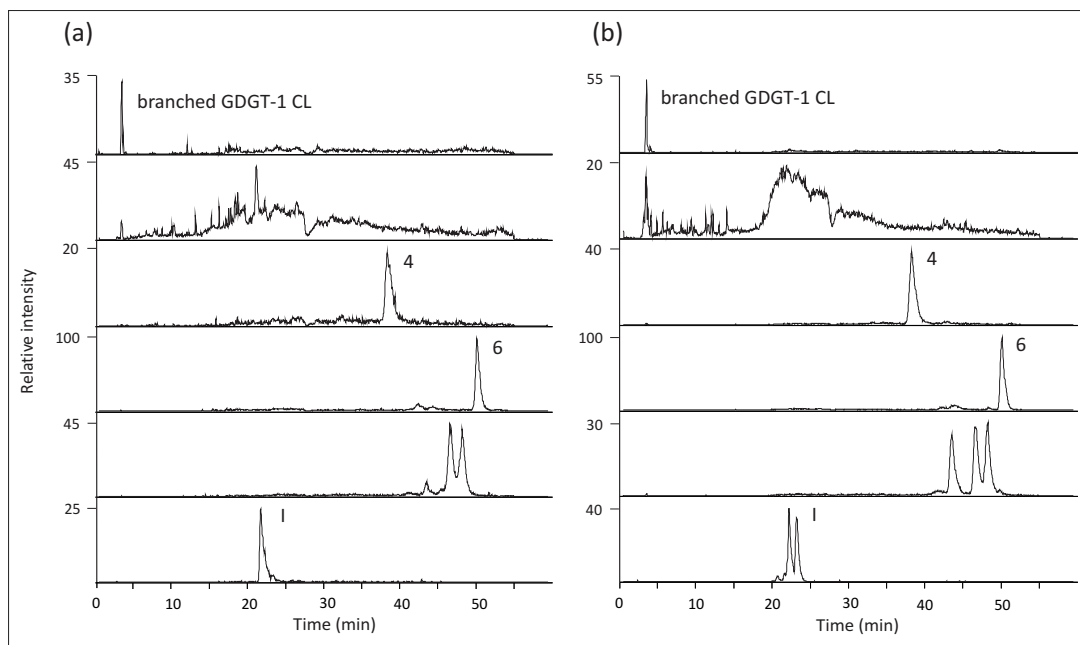 (a)
35
branched GDGT-1 CL
45
20
4
100
6
45
25
I
0 10 20 30 40 50
Time (min)
Relative intensity
(b)
55
branched GDGT-1 CL
20
40
4
100
6
30
40
I
0 10 20 30 40 50
Time (min)